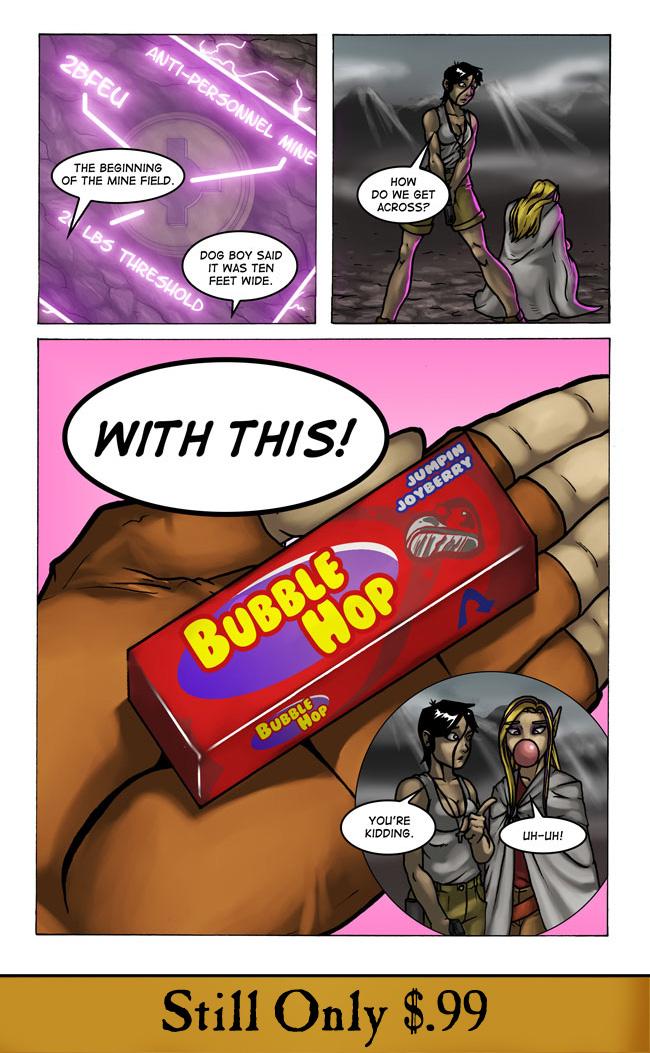 ANTI-PERSONNEL MINE
2BFEU
THE BEGINNING
OF THE MINE FIELD.
LBS THRESHOLD
DOG BOY SAID
IT WAS TEN
FEET WIDE.
HOW
DO WE GET
ACROSS?
WITH THIS!
JUMPIN
JOYBERRY
BUBBLE
HOP
BUBBLE
HOP
YOU'RE
KIDDING.
UH-UH!
Still Only $.99